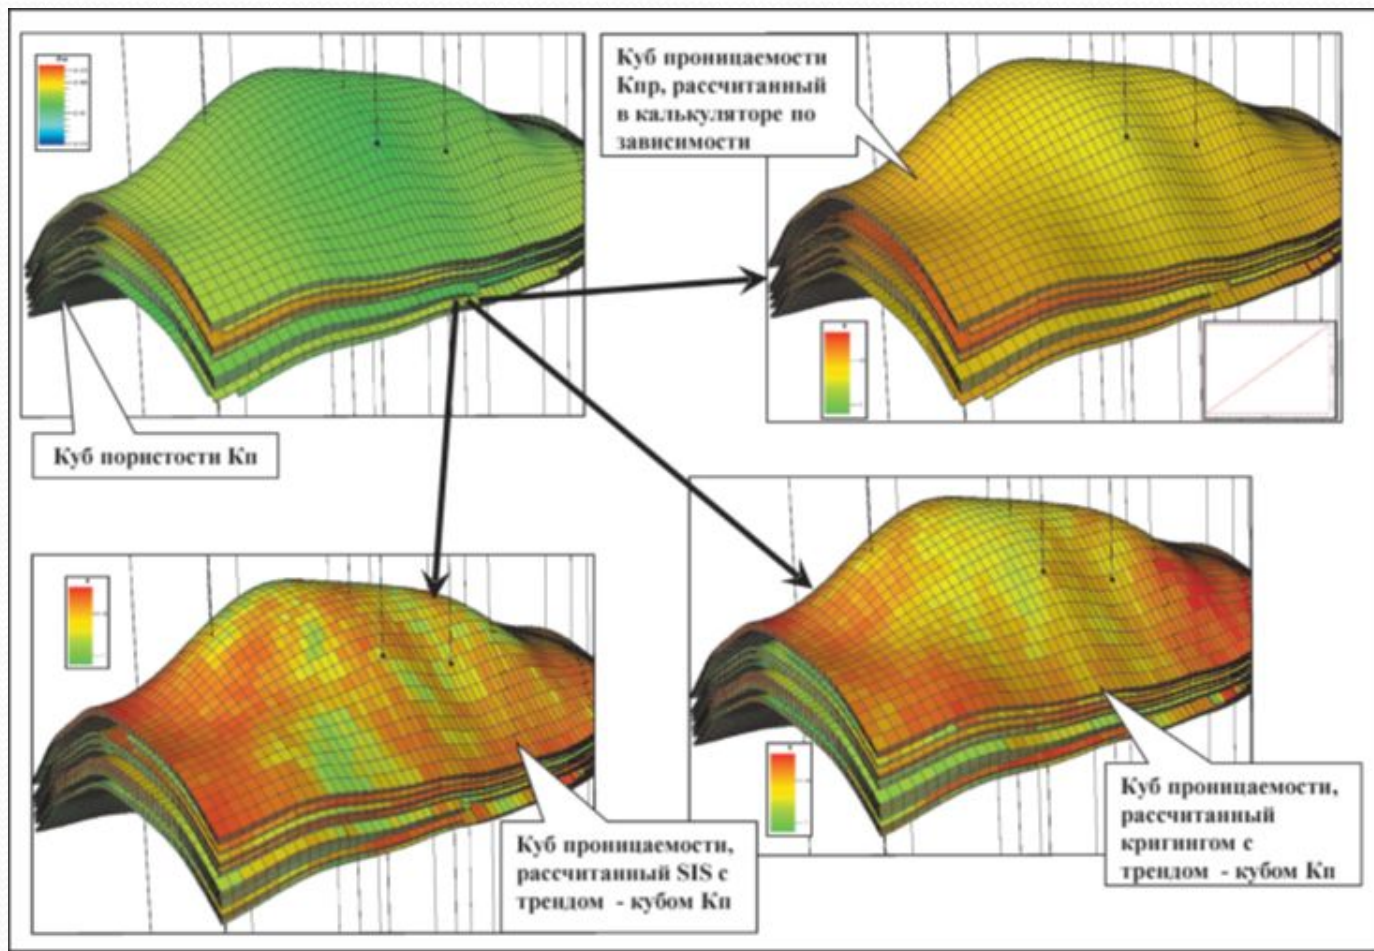 Куб проницаемости
Кпр, рассчитанный
в калькуляторе по
зависимости
Куб пористости Кп
Куб проницаемости,
рассчитанный SIS с
трендом - кубом Кп
Куб проницаемости,
рассчитанный
кригингом с
трендом - кубом Кп